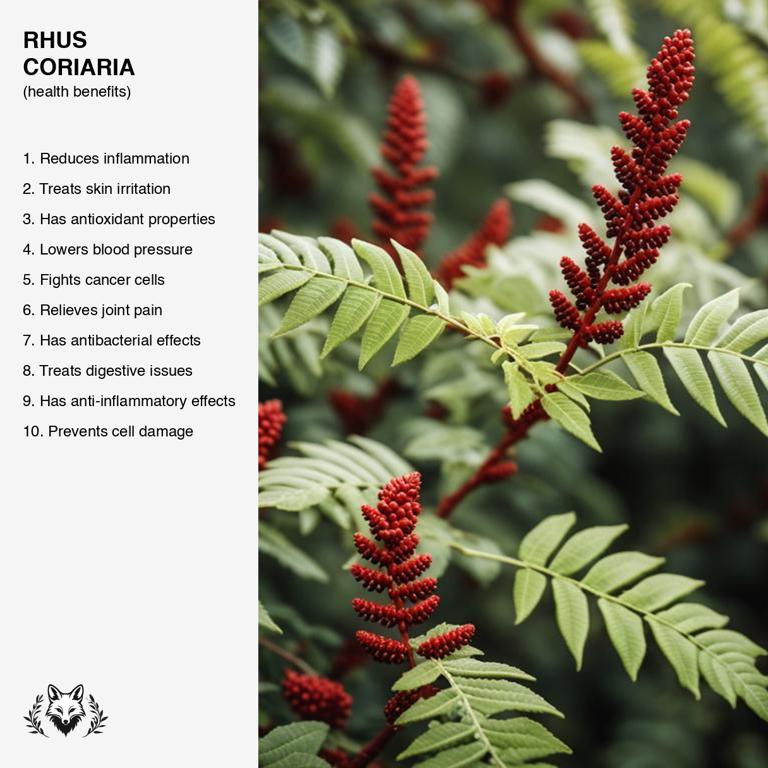 RHUS
CORIARIA
(health benefits)
1. Reduces inflammation
2. Treats skin irritation
3. Has antioxidant properties
4. Lowers blood pressure
5. Fights cancer cells
6. Relieves joint pain
7. Has antibacterial effects
8. Treats digestive issues
9. Has anti-inflammatory effects
10. Prevents cell damage